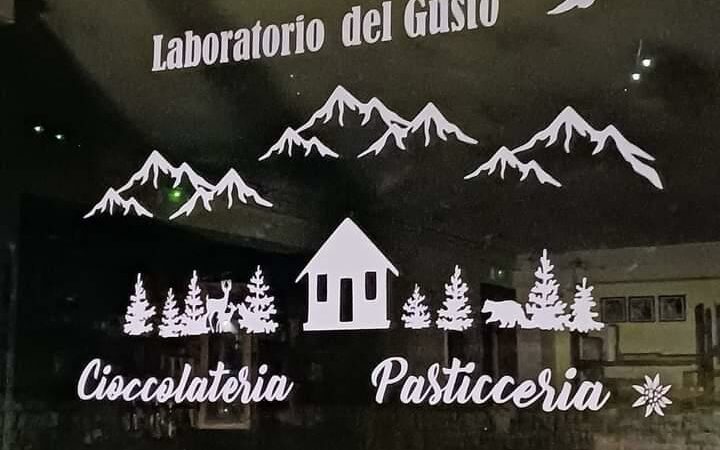 Laboratorio del Gusto
Cioccolateria Pasticceria